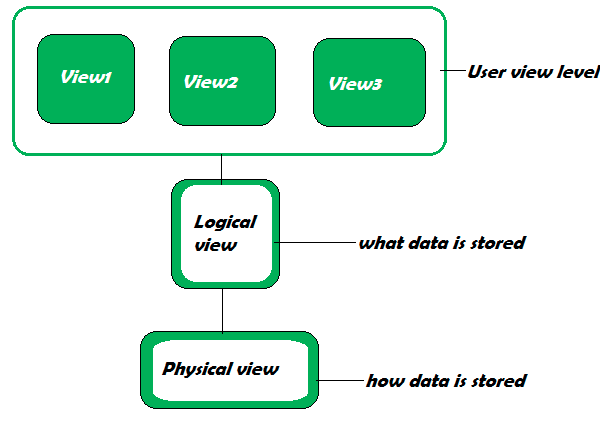 View1
View2
View3
User view level
Logical
view
what data is stored
Physical view
how data is stored